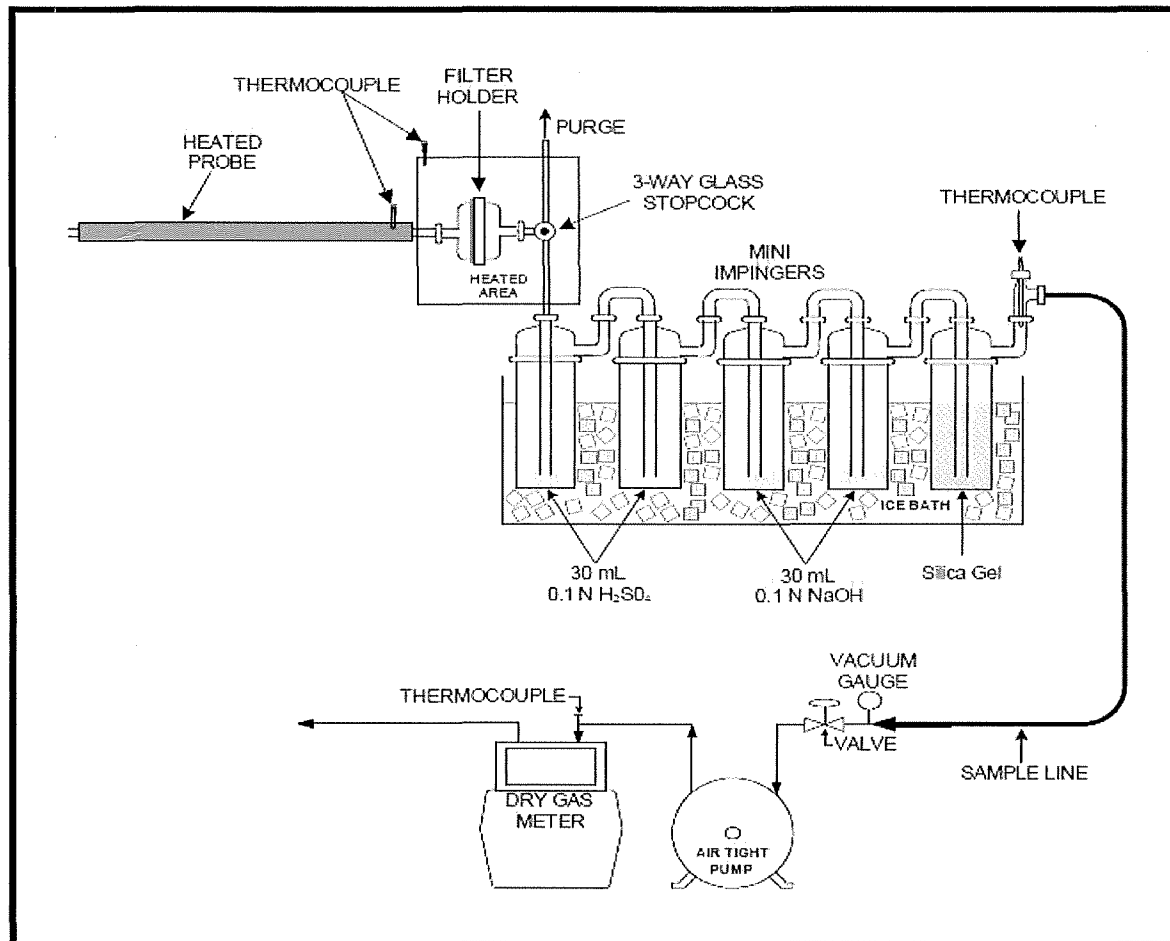 THERMOCOUPLE
FILTER
HOLDER
PURGE
HEATED
PROBE
3-WAY GLASS
STOPCOCK
THERMOCOUPLE
MINI
IMPINGERS
HEATED
AREA
ICE BATH
30 mL
0.1 N H₂SO₄
30 mL
0.1 N NaOH
Silica Gel
VACUUM
GAUGE
THERMOCOUPLE
VALVE
SAMPLE LINE
DRY GAS
METER
AIR TIGHT
PUMP